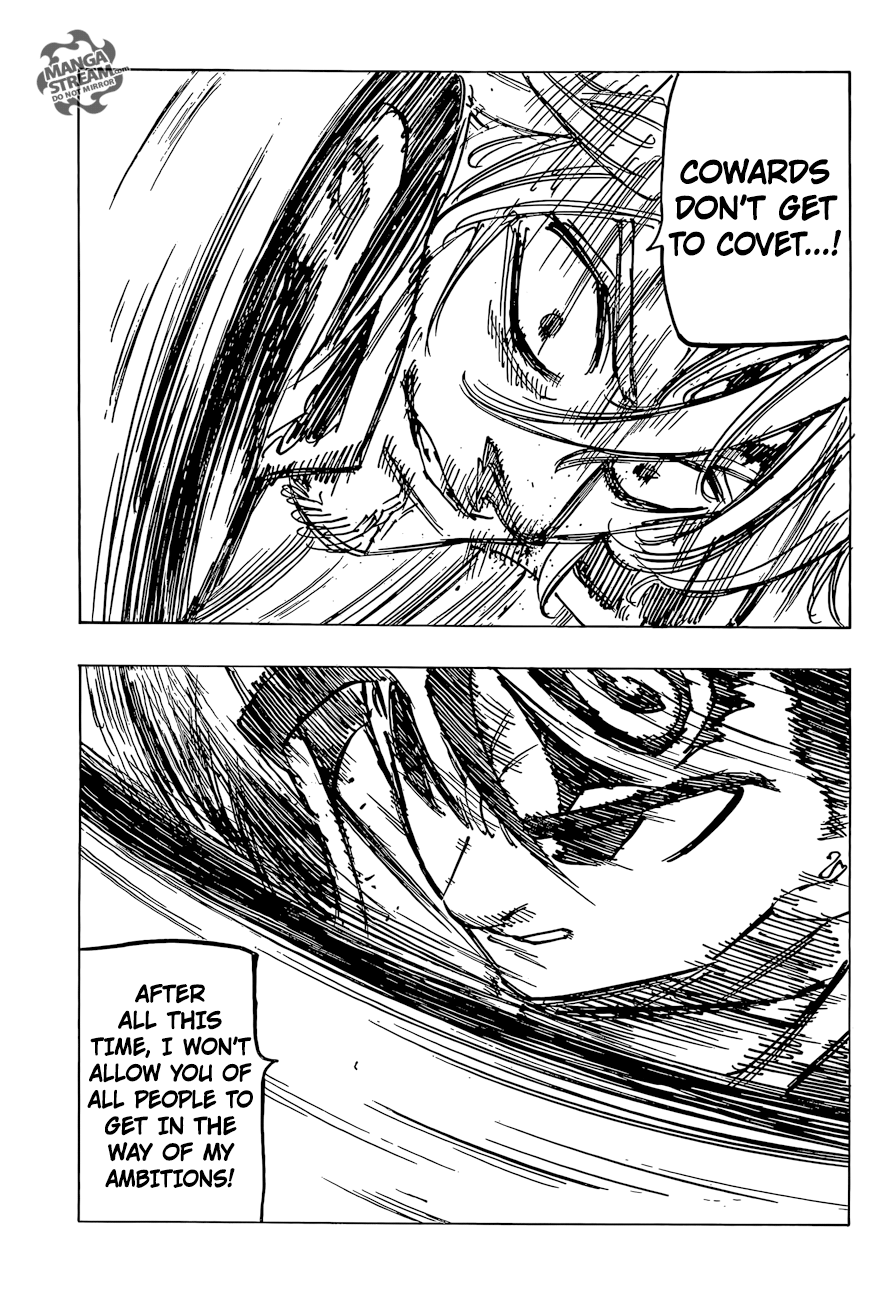 MANGA
STREAM.com
DO NOT MIRROR
COWARDS
DON'T GET
TO COVET...!
AFTER
ALL THIS
TIME, I WON'T
ALLOW YOU OF
ALL PEOPLE TO
GET IN THE
WAY OF MY
AMBITIONS!